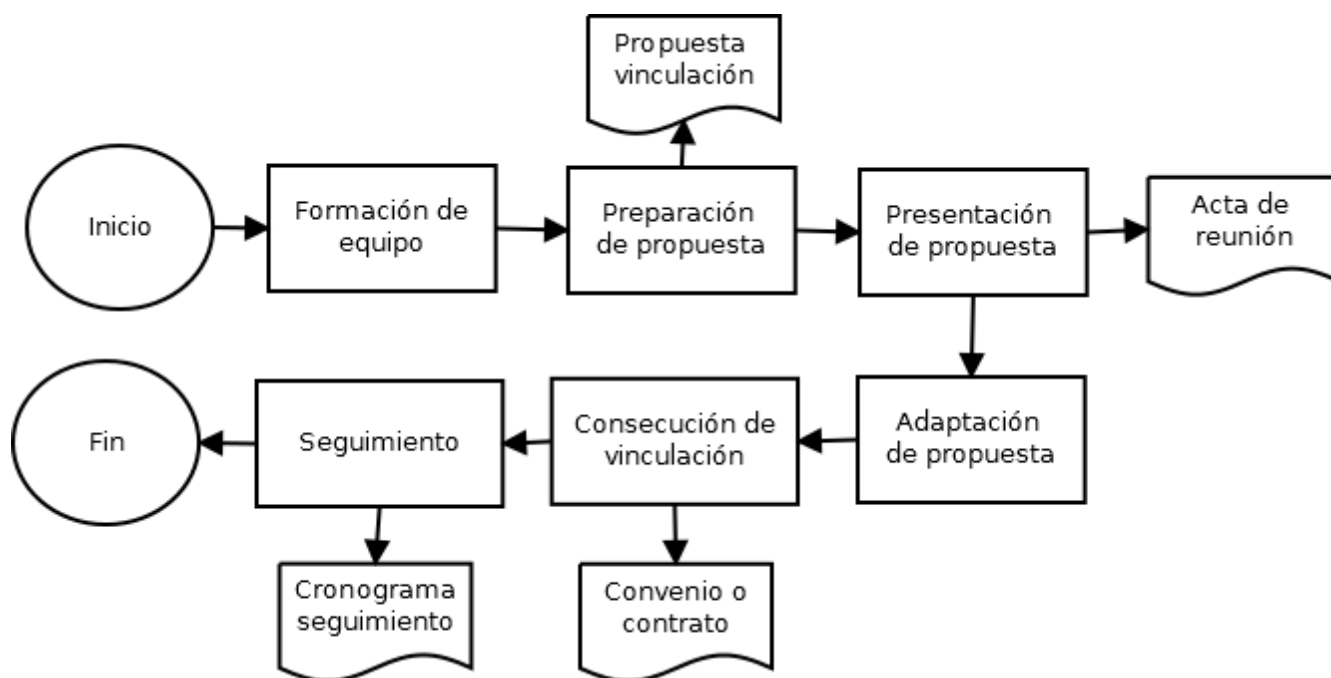 Propuesta
vinculación
Inicio
Formación de
equipo
Preparación
de propuesta
Presentación
de propuesta
Acta de
reunión
Adaptación
de propuesta
Consecución de
vinculación
Seguimiento
Fin
Cronograma
seguimiento
Convenio o
contrato